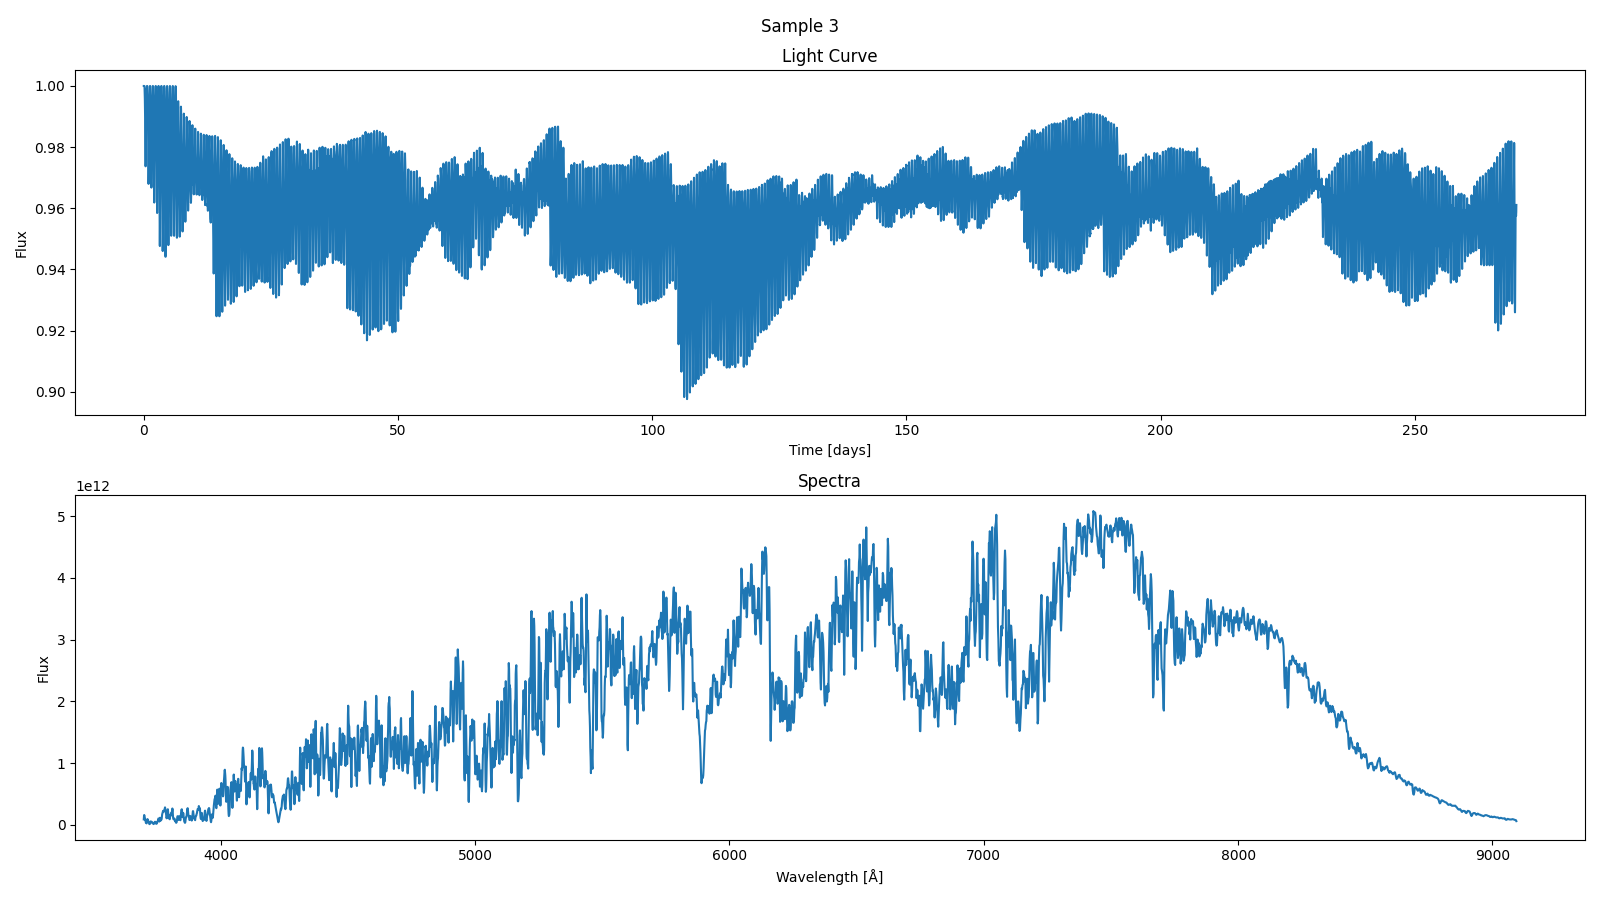 Sample 3
Light Curve
1.00
0.98
0.96
0.94
0.92
0.90
Flux
0 50 100 150 200 250
Time [days]
Spectra
1e12
5
4
3
2
1
0
Flux
4000 5000 6000 7000 8000 9000
Wavelength [Å]